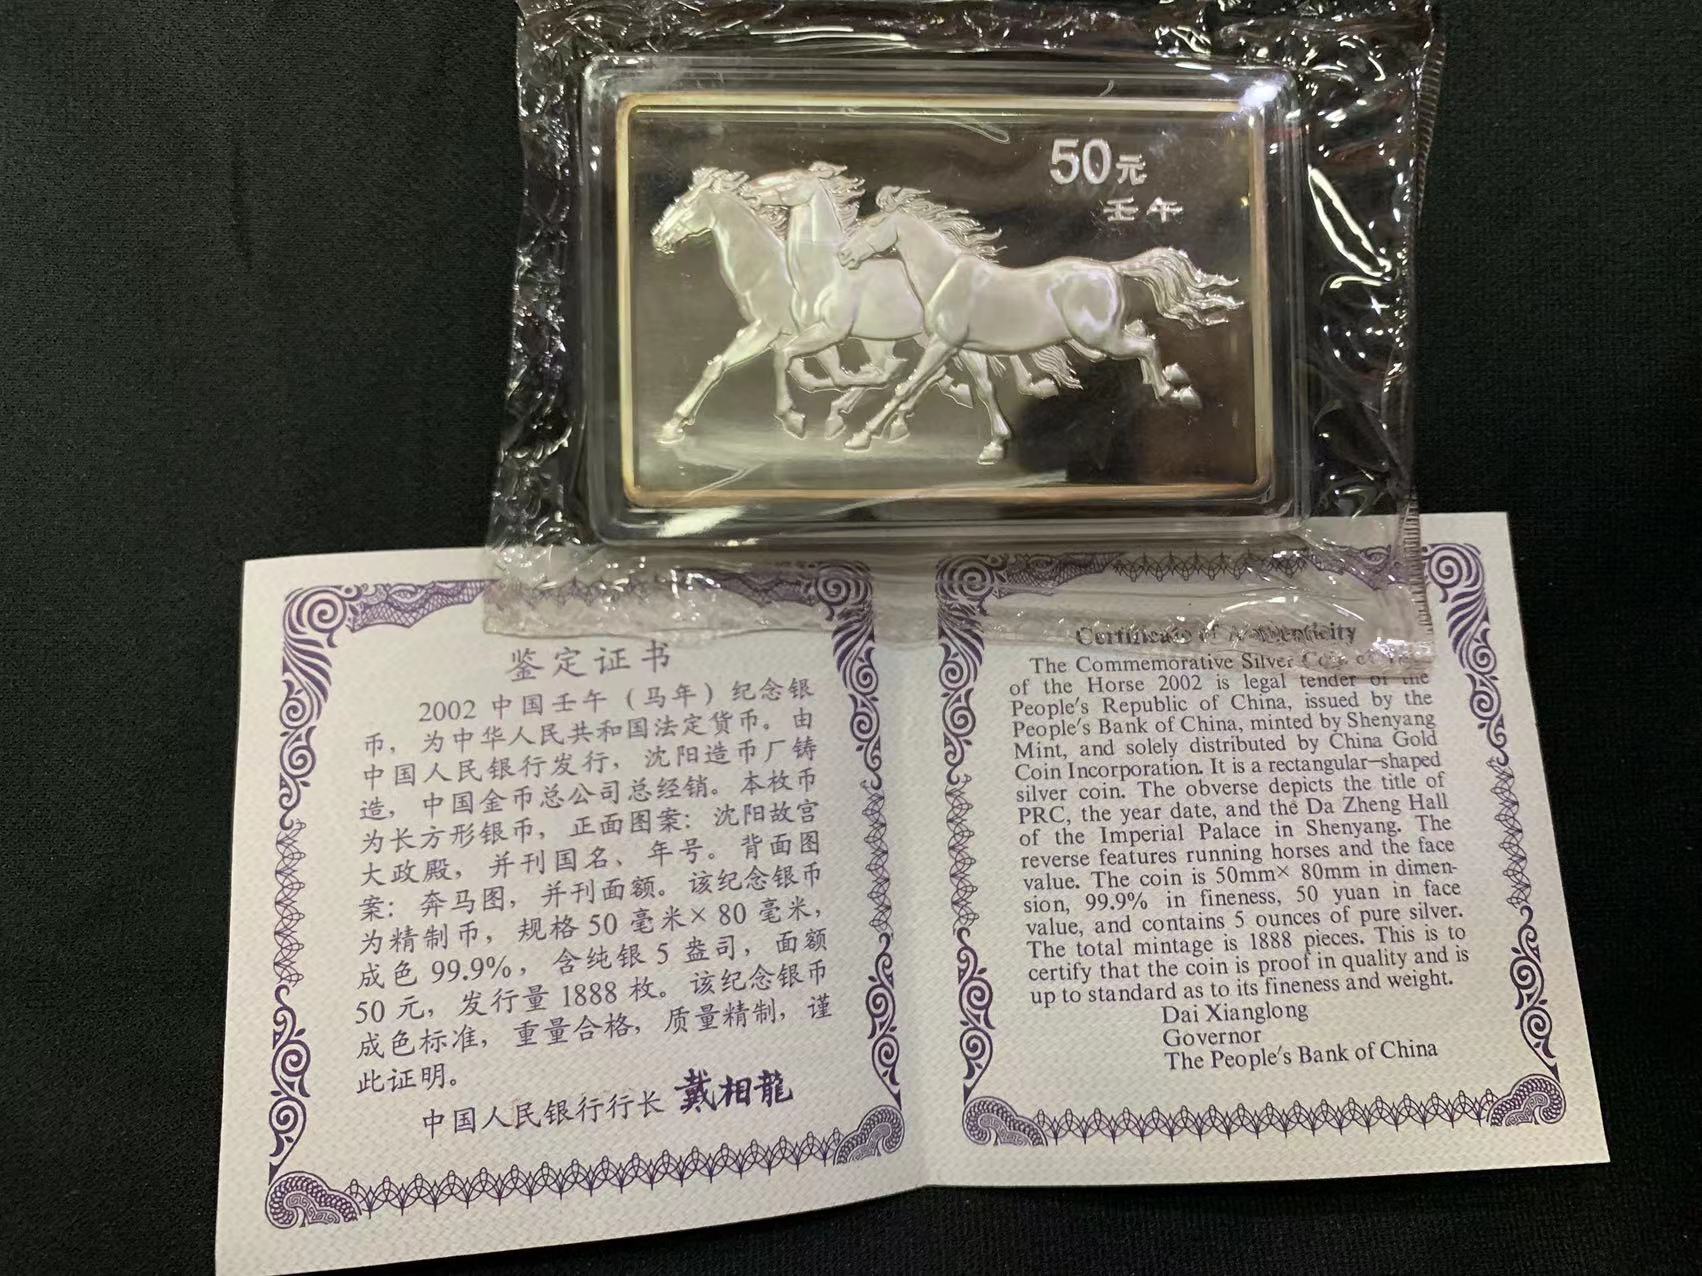 50元
壬午
鉴定证书
2002 中国壬午（马年）纪念银
币，为中华人民共和国法定货币。由
中国人民银行发行，沈阳造币厂铸
造，中国金币总公司总经销。本枚币
为长方形银币，正面图案：沈阳故宫
大政殿，并刊国名、年号。背面图
案：奔马图，并刊面额。该纪念银币
为精制币，规格 50 毫米×80 毫米，
成色 99.9%，含纯银 5 盎司，面额
50 元，发行量 1888 枚。该纪念银币
成色标准，重量合格，质量精制，谨
此证明。
中国人民银行行长 戴相龍
Certificate of Authenticity
The Commemorative Silver Coin of
of the Horse 2002 is legal tender of the
People's Republic of China, issued by the
People's Bank of China, minted by Shenyang
Mint, and solely distributed by China Gold
Coin Incorporation. It is a rectangular-shaped
silver coin. The obverse depicts the title of
PRC, the year date, and the Da Zheng Hall
of the Imperial Palace in Shenyang. The
reverse features running horses and the face
value. The coin is 50mm× 80mm in dimen-
sion, 99.9% in fineness, 50 yuan in face
value, and contains 5 ounces of pure silver.
The total mintage is 1888 pieces. This is to
certify that the coin is proof in quality and is
up to standard as to its fineness and weight.
Dai Xianglong
Governor
The People's Bank of China